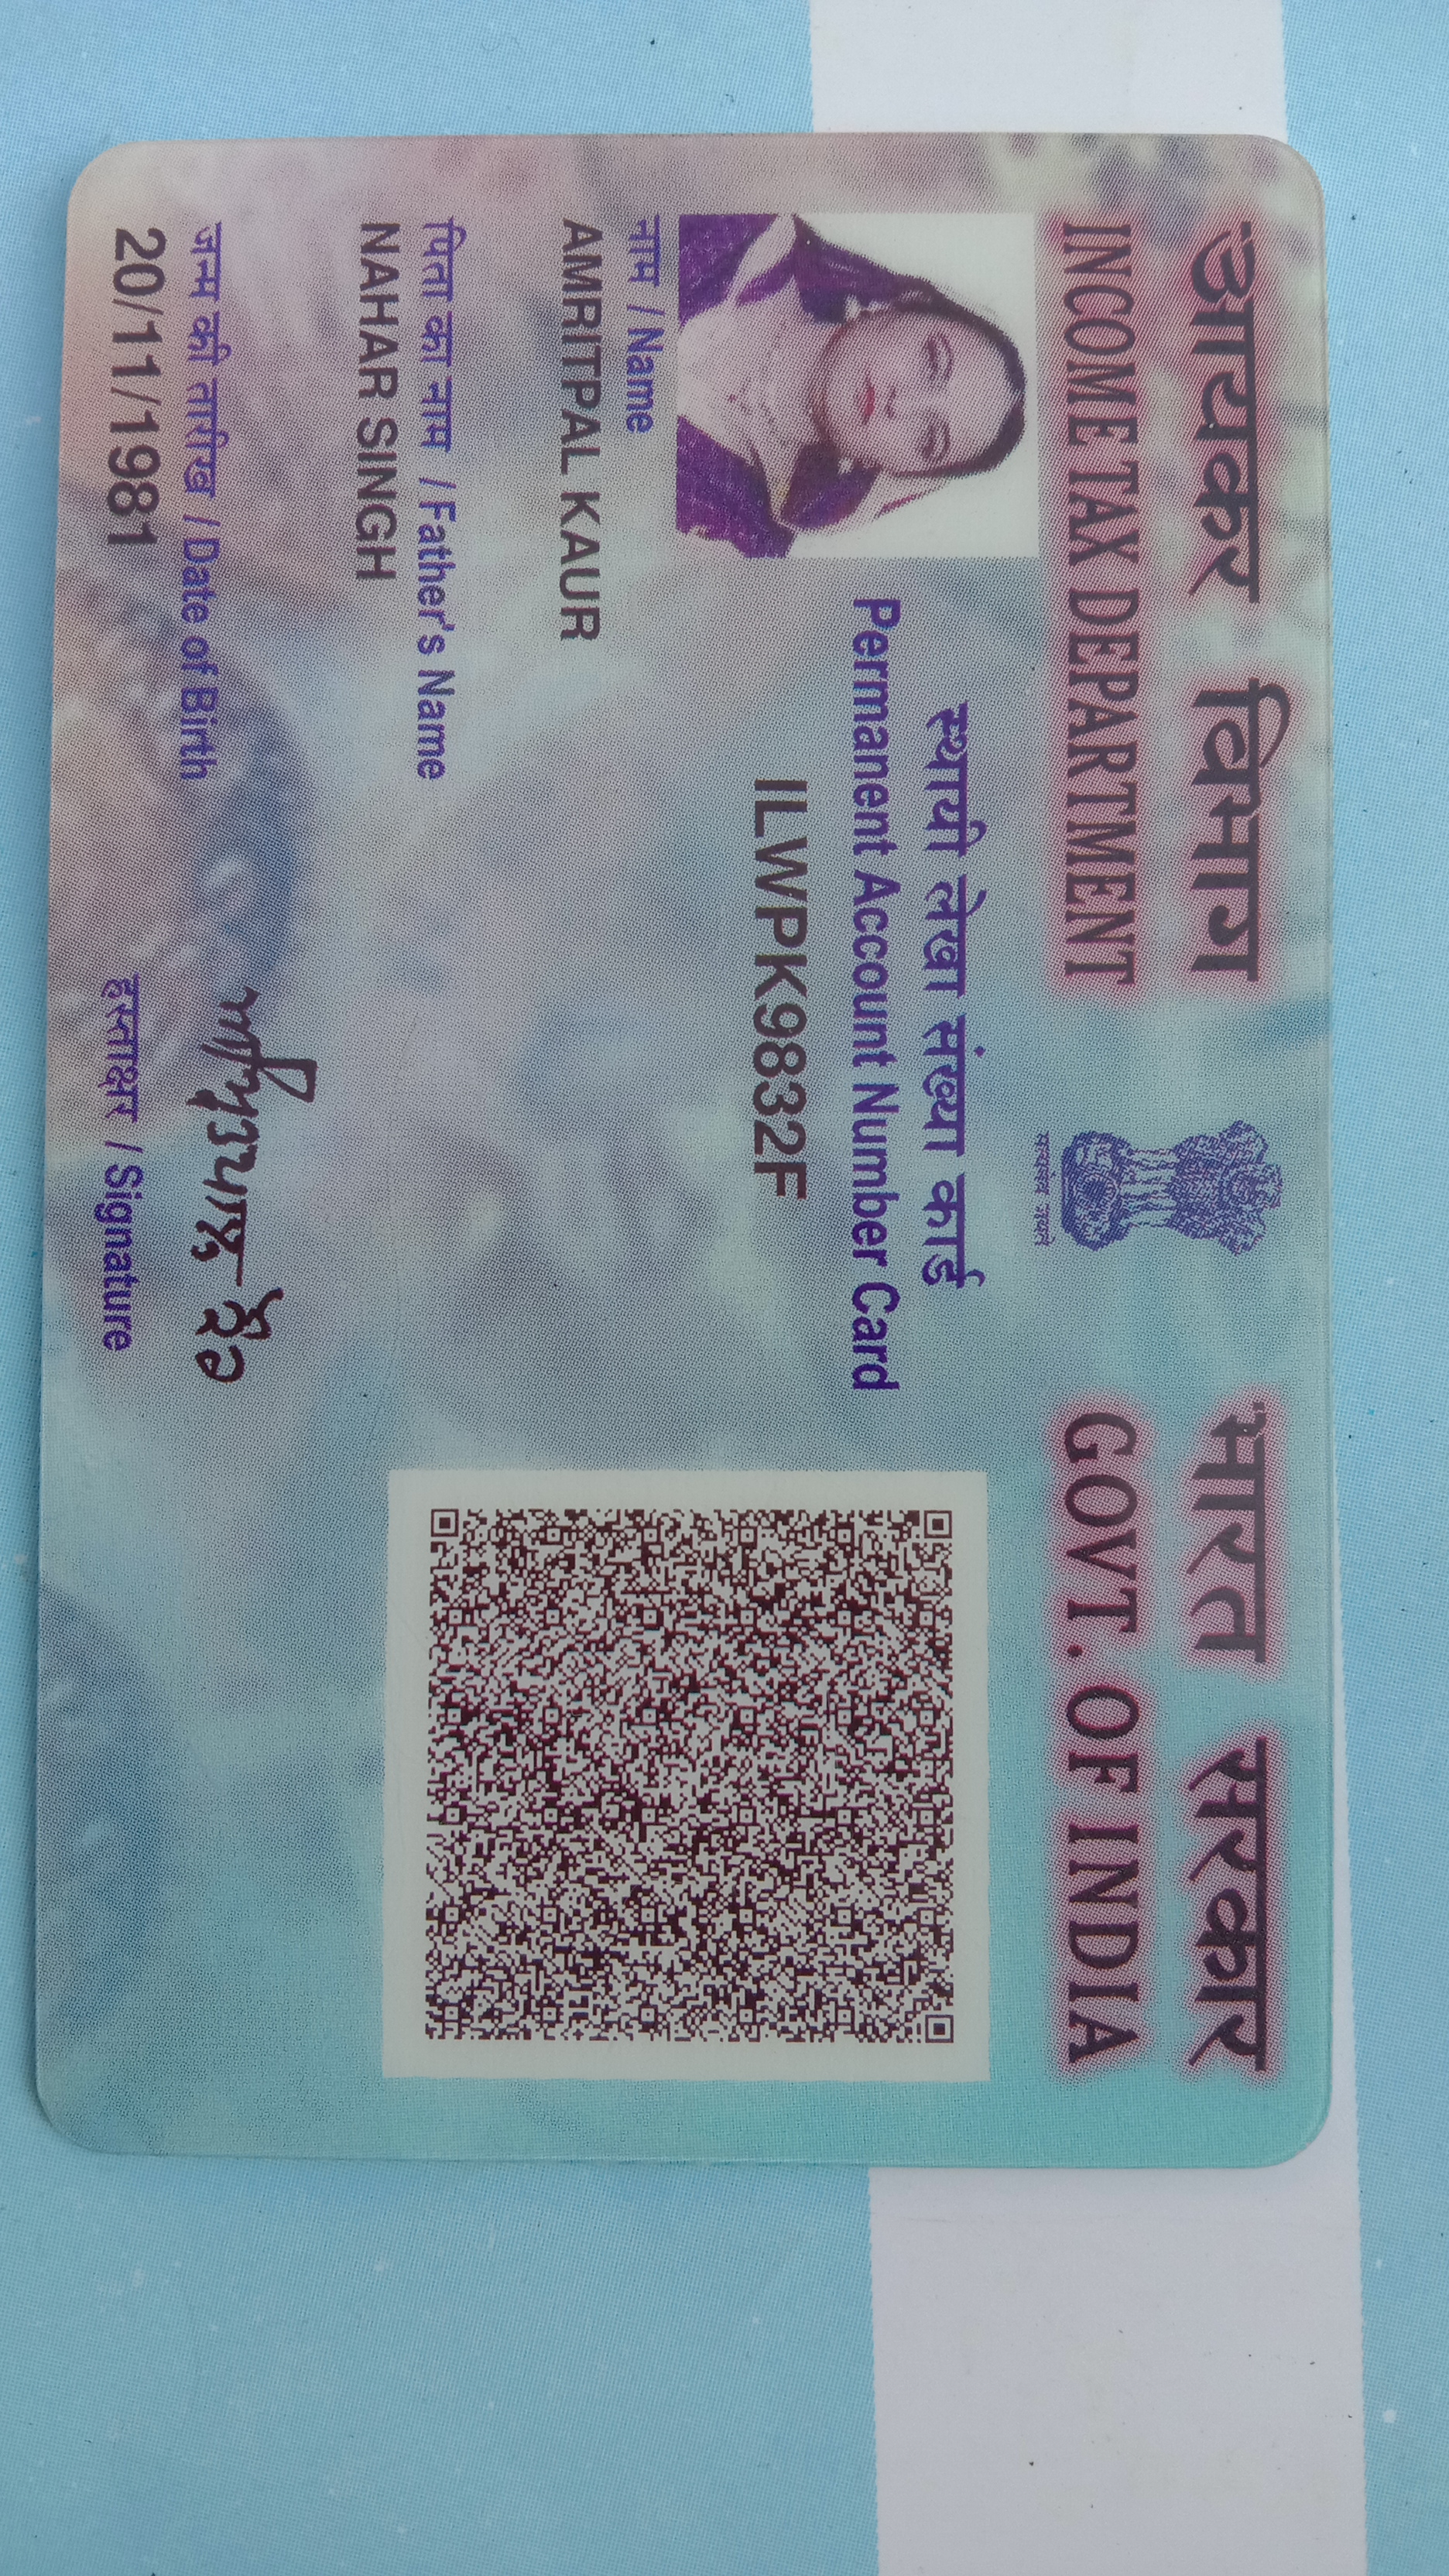 आयकर विभाग
INCOME TAX DEPARTMENT
सत्यमेव जयते
भारत सरकार
GOVT. OF INDIA
स्थायी लेखा संख्या कार्ड
Permanent Account Number Card
ILWPK9832F
नाम / Name
AMRITPAL KAUR
पिता का नाम / Father's Name
NAHAR SINGH
जन्म की तारीख / Date of Birth
20/11/1981
ਅਮ੍ਰਿਤਪਾਲ ਕੌਰ
हस्ताक्षर / Signature